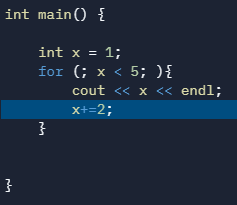 int main() {
int x = 1;
for (; x < 5; ){
cout << x << endl;
x+=2;
}
}